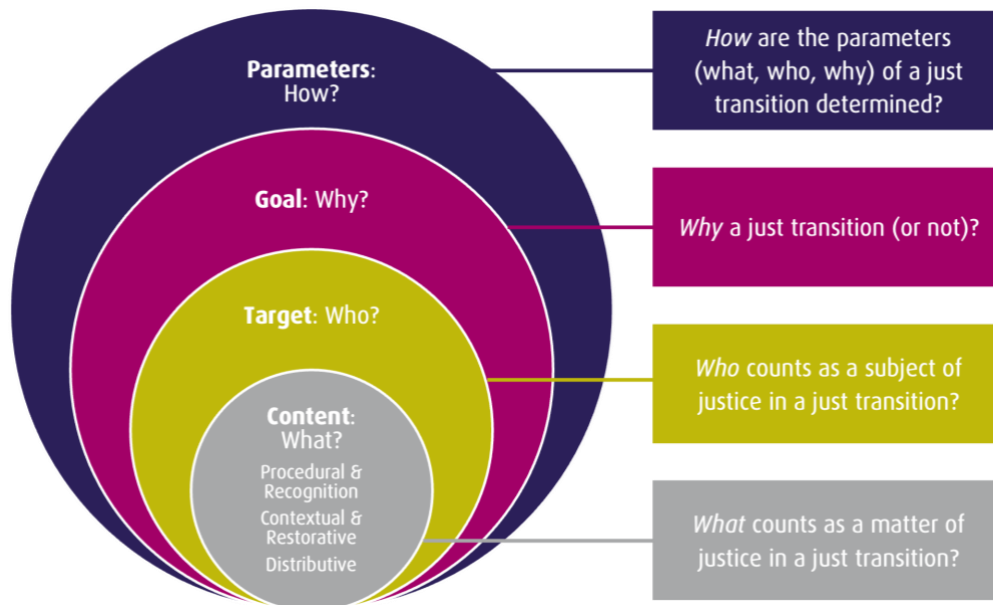 Parameters:
How?
Goal: Why?
Target: Who?
Content:
What?
Procedural &
Recognition
Contextual &
Restorative
Distributive
How are the parameters
(what, who, why) of a just
transition determined?
Why a just transition (or not)?
Who counts as a subject of
justice in a just transition?
What counts as a matter of
justice in a just transition?